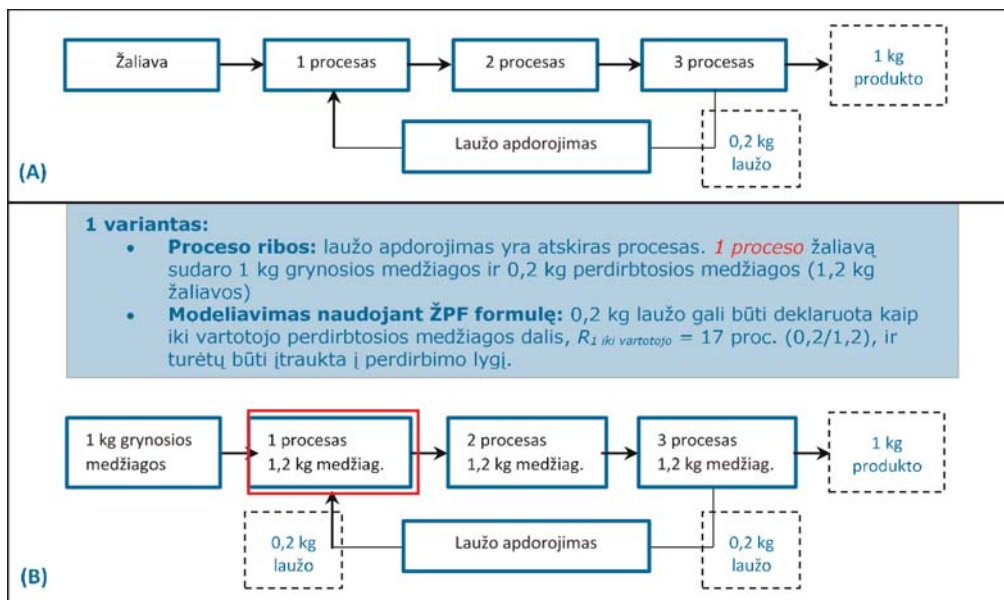 Žaliava
1 procesas
2 procesas
3 procesas
1 kg
produkto
Laužo apdorojimas
0,2 kg
laužo
(A)
1 variantas:
• Proceso ribos: laužo apdorojimas yra atskiras procesas. 1 proceso žaliavą
sudaro 1 kg grynosios medžiagos ir 0,2 kg perdirbtosios medžiagos (1,2 kg
žaliavos)
• Modeliavimas naudojant ŽPF formulę: 0,2 kg laužo gali būti deklaruota kaip
iki vartotojo perdirbtosios medžiagos dalis, R1 iki vartotojo = 17 proc. (0,2/1,2), ir
turėtų būti įtraukta į perdirbimo lygį.
1 kg grynosios
medžiagos
1 procesas
1,2 kg medžiag.
2 procesas
1,2 kg medžiag.
3 procesas
1,2 kg medžiag.
1 kg
produkto
0,2 kg
laužo
Laužo apdorojimas
0,2 kg
laužo
(B)